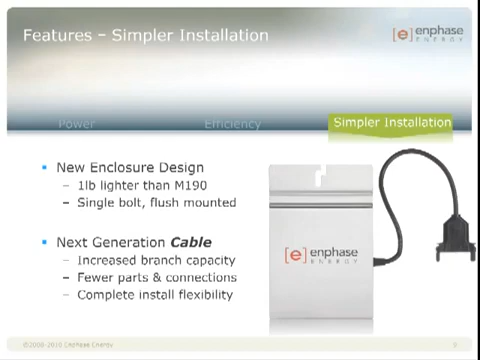 Features – Simpler Installation
[e] enphase
ENERGY
Power
Efficiency
Simpler Installation
▪ New Enclosure Design
– 1lb lighter than M190
– Single bolt, flush mounted
▪ Next Generation Cable
– Increased branch capacity
– Fewer parts & connections
– Complete install flexibility
[e] enphase
ENERGY
©2008-2010 Enphase Energy